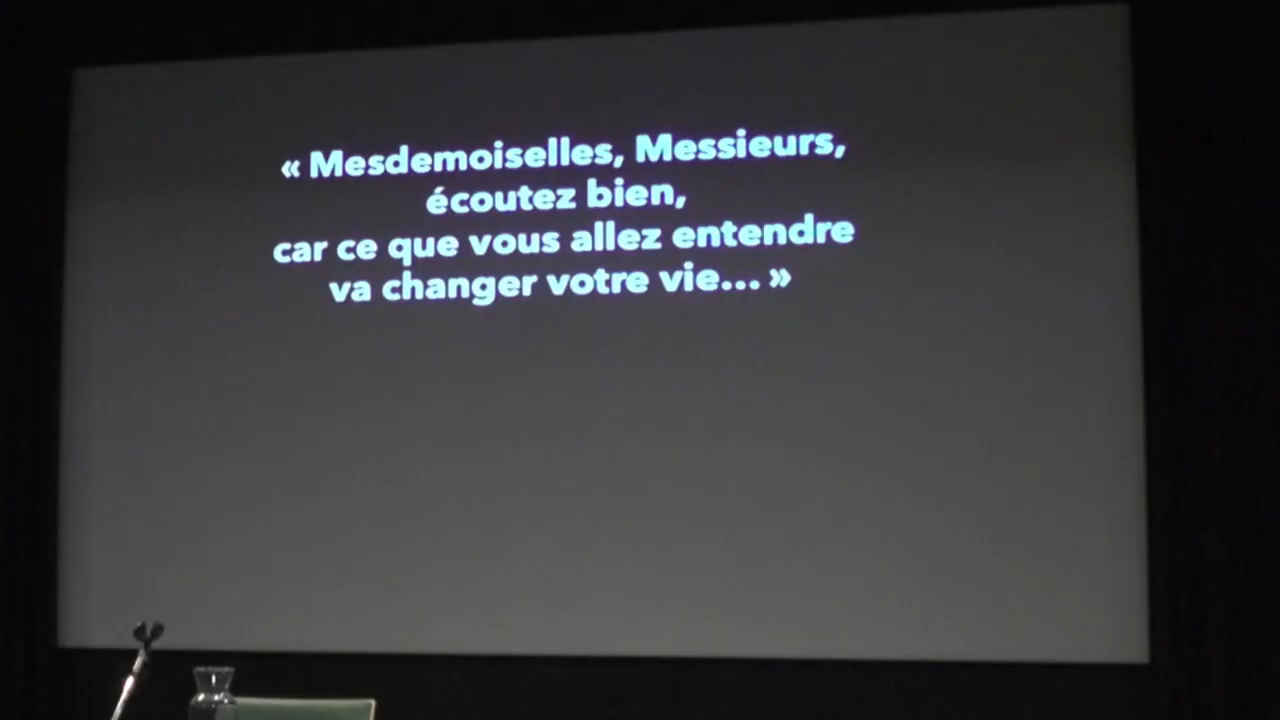 « Mesdemoiselles, Messieurs,
écoutez bien,
car ce que vous allez entendre
va changer votre vie... »